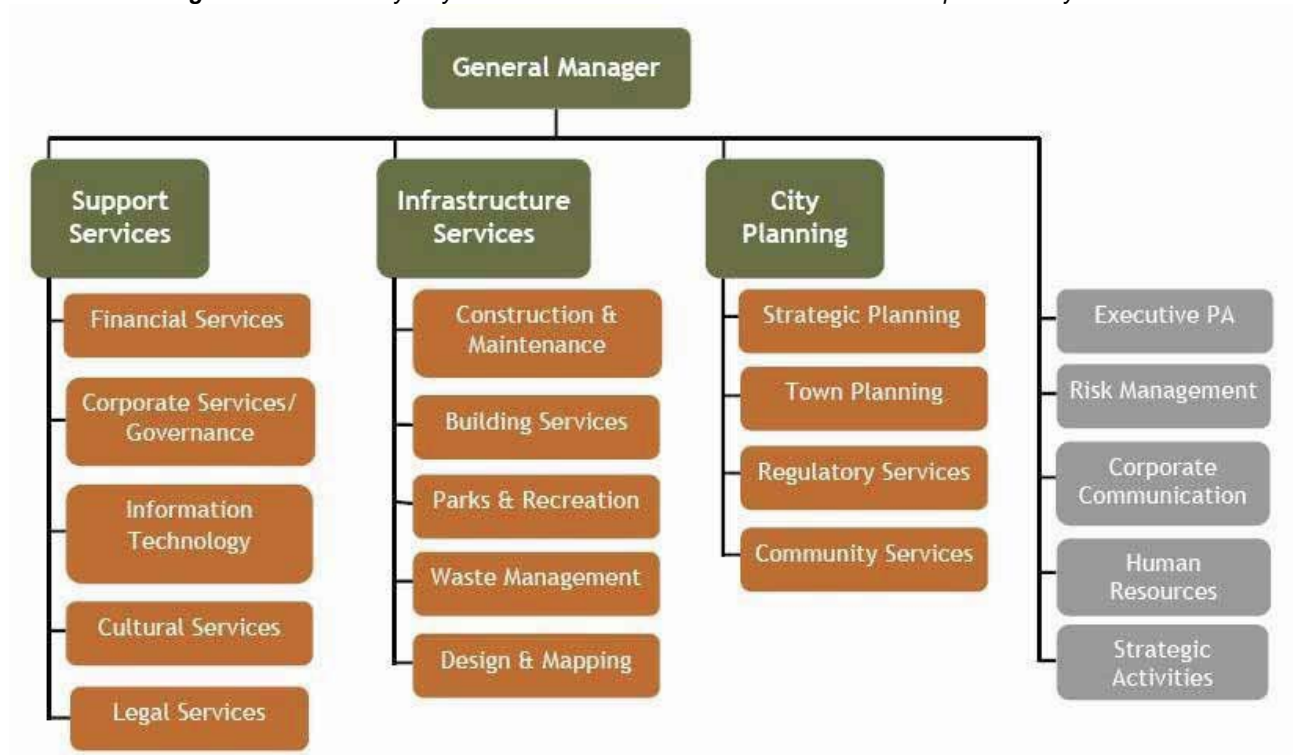 General Manager
Support
Services
Financial Services
Corporate Services/
Governance
Information
Technology
Cultural Services
Legal Services
Infrastructure
Services
Construction &
Maintenance
Building Services
Parks & Recreation
Waste Management
Design & Mapping
City
Planning
Strategic Planning
Town Planning
Regulatory Services
Community Services
Executive PA
Risk Management
Corporate
Communication
Human
Resources
Strategic
Activities